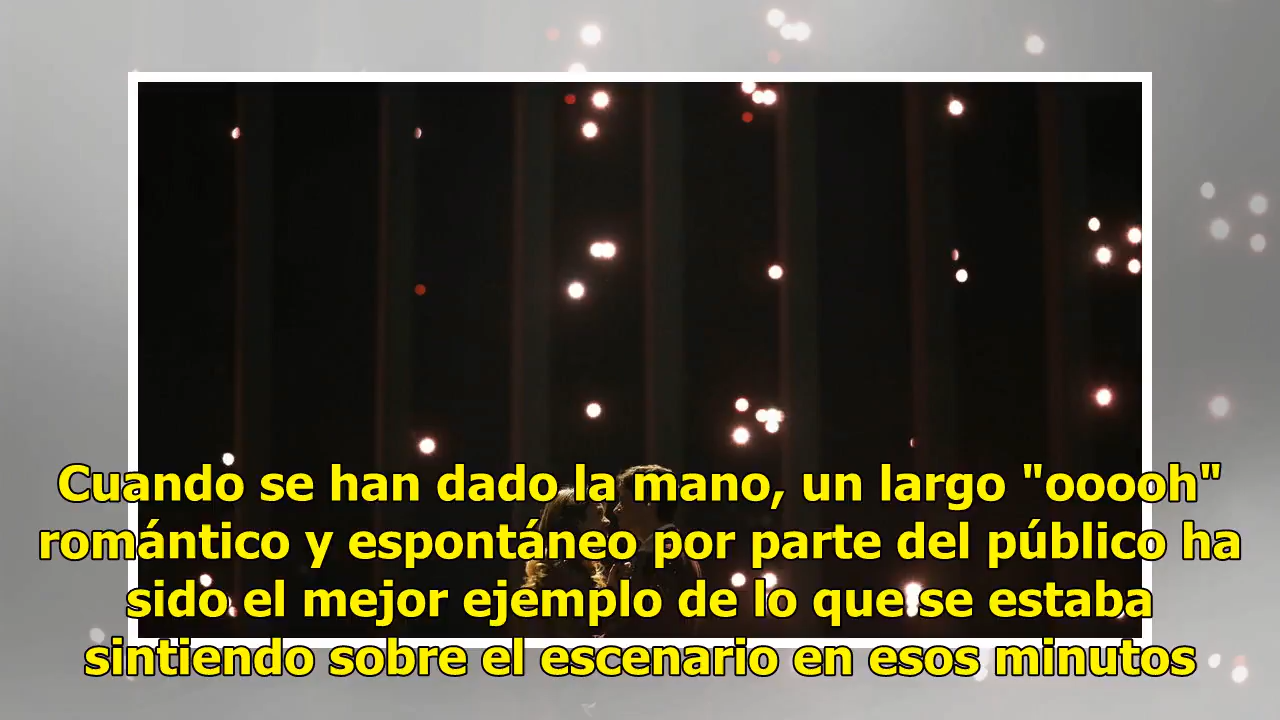 Cuando se han dado la mano, un largo "ooooh"
romántico y espontáneo por parte del público ha
sido el mejor ejemplo de lo que se estaba
sintiendo sobre el escenario en esos minutos